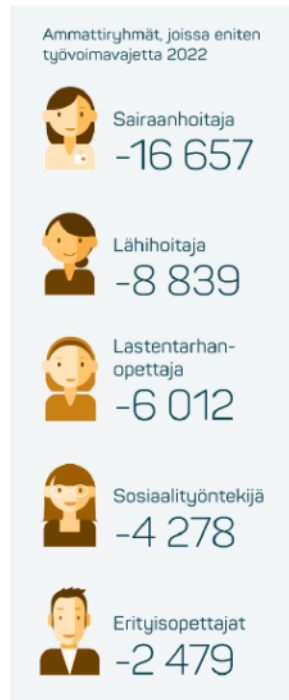 Ammattiryhmät, joissa eniten
työvoimavajetta 2022
Sairaanhoitaja
-16 657
Lähihoitaja
-8 839
Lastentarhan-
opettaja
-6 012
Sosiaalityöntekijä
-4 278
Erityisopettajat
-2 479